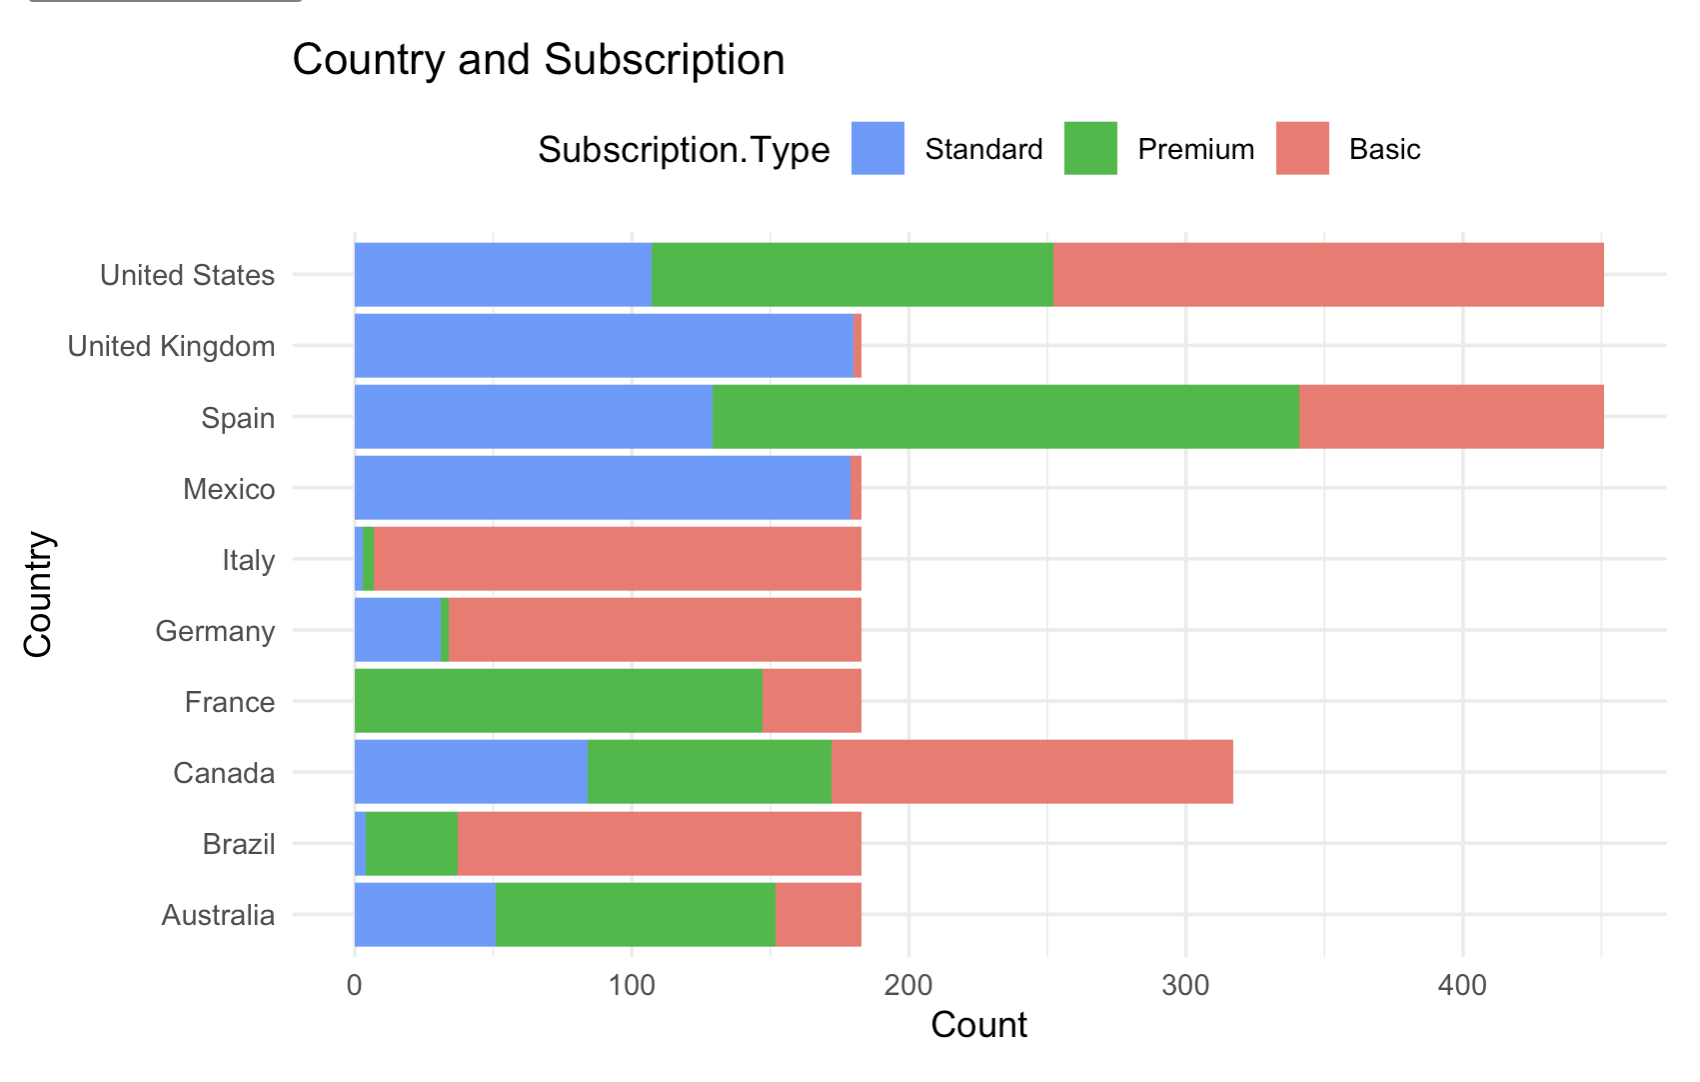 Country and Subscription
Subscription.Type Standard Premium Basic
United States
United Kingdom
Spain
Mexico
Italy
Germany
France
Canada
Brazil
Australia
Country
0 100 200 300 400
Count